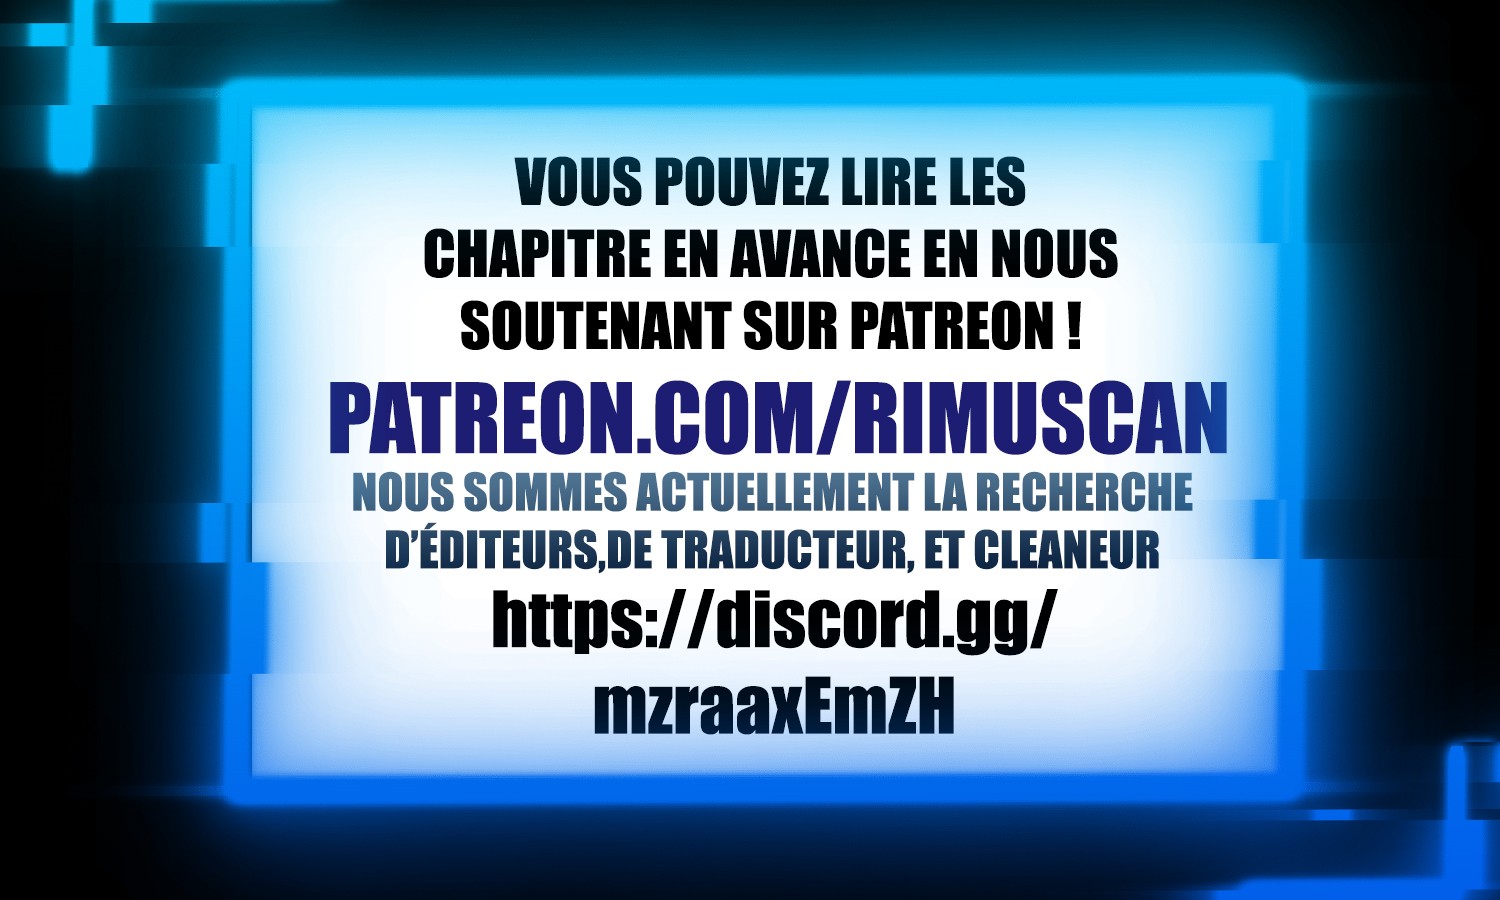 VOUS POUVEZ LIRE LES
CHAPITRE EN AVANCE EN NOUS
SOUTENANT SUR PATREON !
PATREON.COM/RIMUSCAN
NOUS SOMMES ACTUELLEMENT LA RECHERCHE
D'ÉDITEURS,DE TRADUCTEUR, ET CLEANEUR
https://discord.gg/
mzraaxEmZH